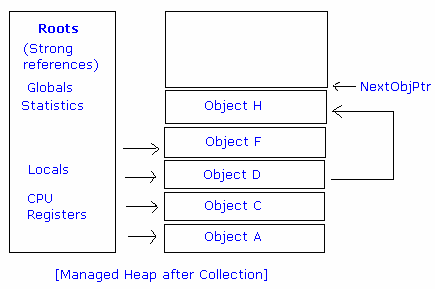 Roots
(Strong
references)
Globals
Statistics
Locals
CPU
Registers
NextObjPtr
Object H
Object F
Object D
Object C
Object A
[Managed Heap after Collection]